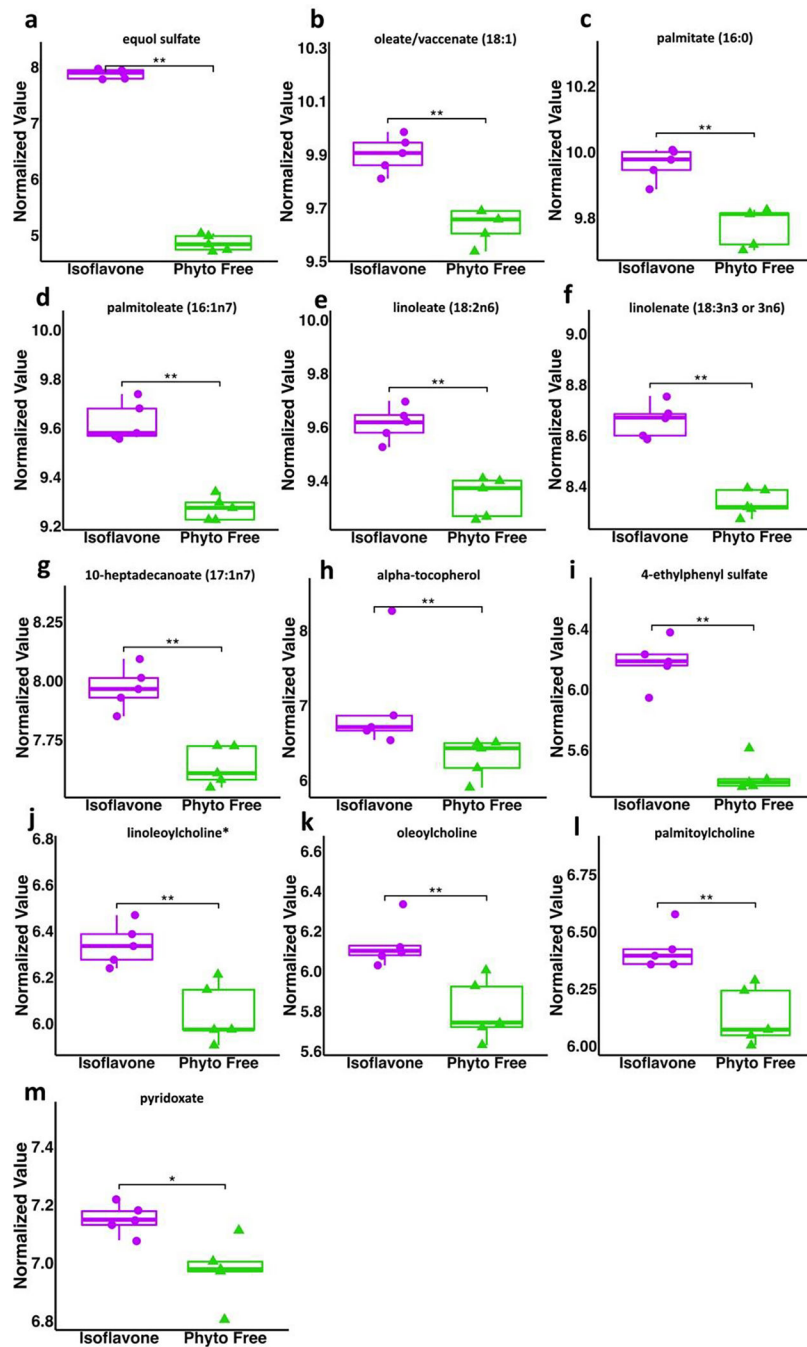 a
equol sulfate
**
Normalized Value
8
7
6
5
Isoflavone Phyto Free
b
oleate/vaccenate (18:1)
**
Normalized Value
10.3
10.1
9.9
9.7
9.5
Isoflavone Phyto Free
c
palmitate (16:0)
**
Normalized Value
10.2
10.0
9.8
Isoflavone Phyto Free
d
palmitoleate (16:1n7)
**
Normalized Value
10.0
9.8
9.6
9.4
9.2
Isoflavone Phyto Free
e
linoleate (18:2n6)
**
Normalized Value
10.0
9.8
9.6
9.4
Isoflavone Phyto Free
f
linolenate (18:3n3 or 3n6)
**
Normalized Value
9.0
8.8
8.6
8.4
Isoflavone Phyto Free
g
10-heptadecanoate (17:1n7)
**
Normalized Value
8.25
8.00
7.75
Isoflavone Phyto Free
h
alpha-tocopherol
**
Normalized Value
8
7
6
Isoflavone Phyto Free
i
4-ethylphenyl sulfate
**
Normalized Value
6.4
6.0
5.6
Isoflavone Phyto Free
j
linoleoylcholine*
**
Normalized Value
6.8
6.6
6.4
6.2
6.0
Isoflavone Phyto Free
k
oleoylcholine
**
Normalized Value
6.6
6.4
6.2
6.0
5.8
5.6
Isoflavone Phyto Free
l
palmitoylcholine
**
Normalized Value
6.75
6.50
6.25
6.00
Isoflavone Phyto Free
m
pyridoxate
*
Normalized Value
7.4
7.2
7.0
6.8
Isoflavone Phyto Free